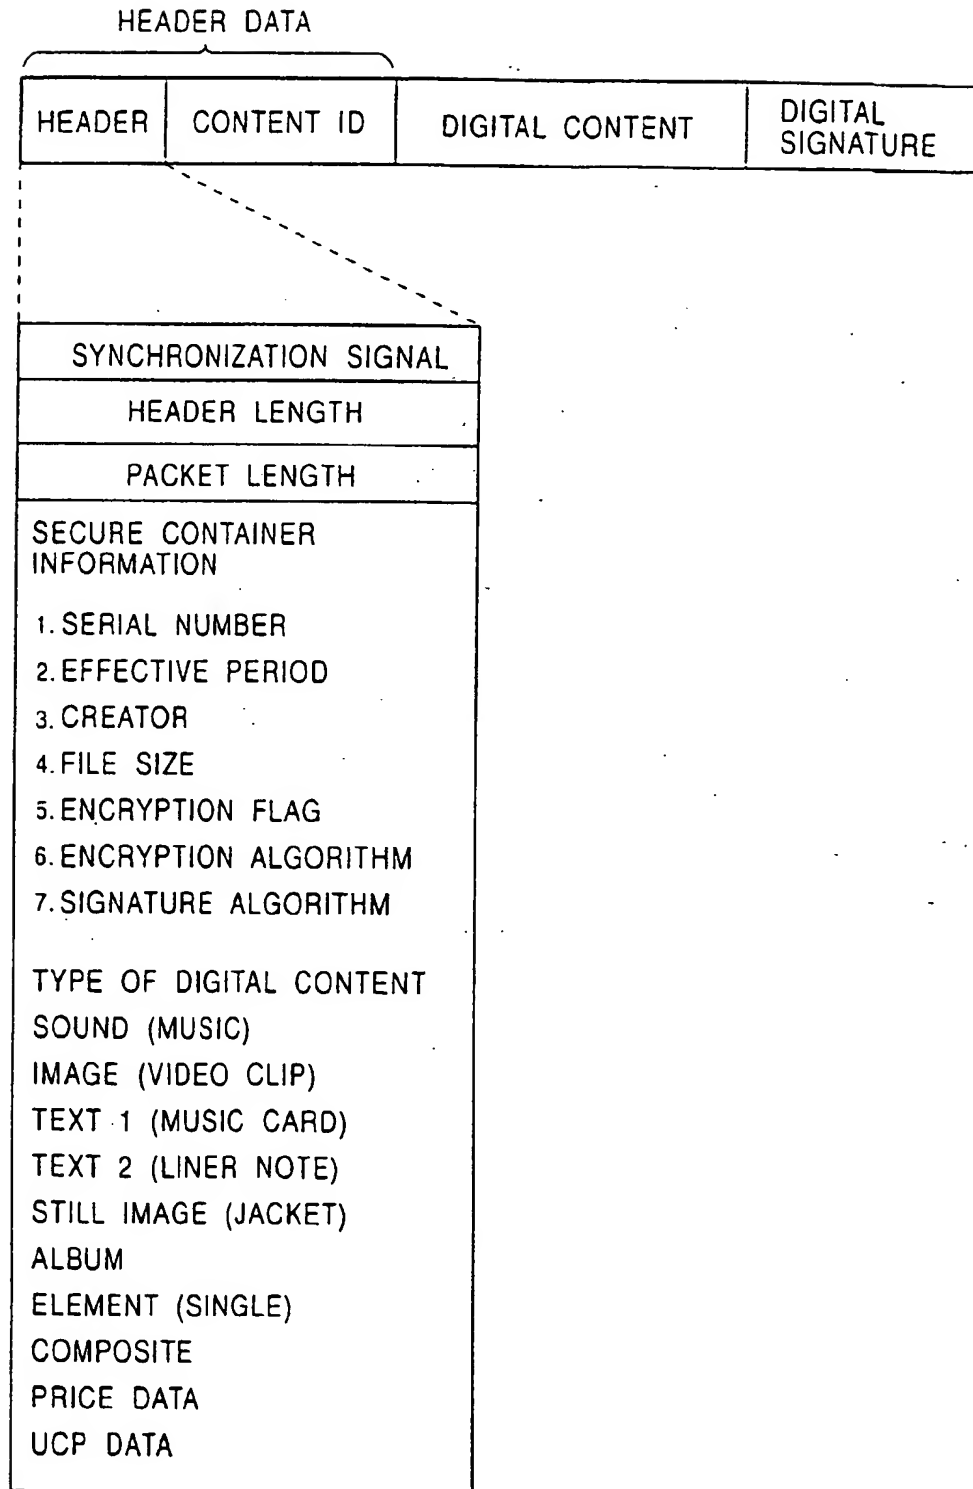 HEADER DATA
HEADER
CONTENT ID
DIGITAL CONTENT
DIGITAL
SIGNATURE
SYNCHRONIZATION SIGNAL
HEADER LENGTH
PACKET LENGTH
SECURE CONTAINER
INFORMATION
1. SERIAL NUMBER
2. EFFECTIVE PERIOD
3. CREATOR
4. FILE SIZE
5. ENCRYPTION FLAG
6. ENCRYPTION ALGORITHM
7. SIGNATURE ALGORITHM
TYPE OF DIGITAL CONTENT
SOUND (MUSIC)
IMAGE (VIDEO CLIP)
TEXT 1 (MUSIC CARD)
TEXT 2 (LINER NOTE)
STILL IMAGE (JACKET)
ALBUM
ELEMENT (SINGLE)
COMPOSITE
PRICE DATA
UCP DATA